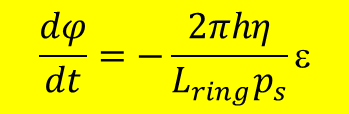 dφ/dt = − 2πhη/L_ring p_s ε